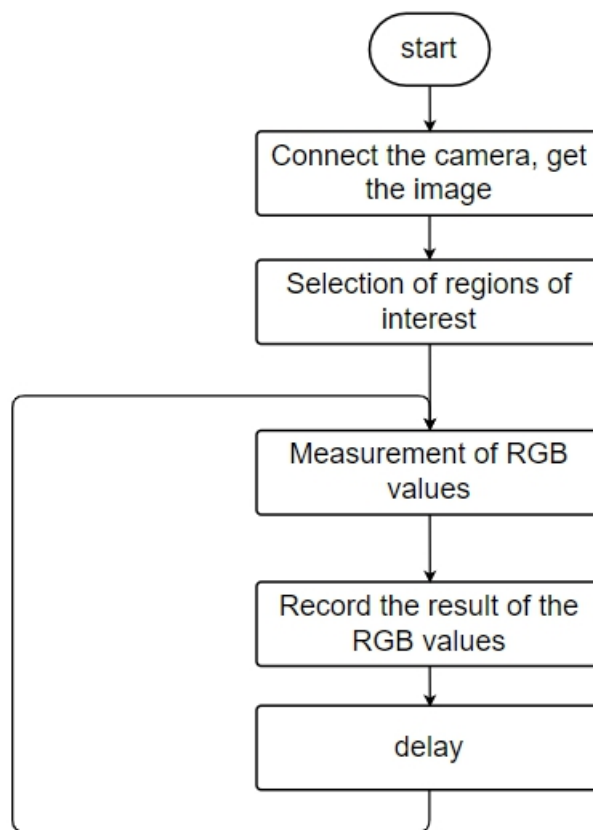 start
Connect the camera, get
the image
Selection of regions of
interest
Measurement of RGB
values
Record the result of the
RGB values
delay